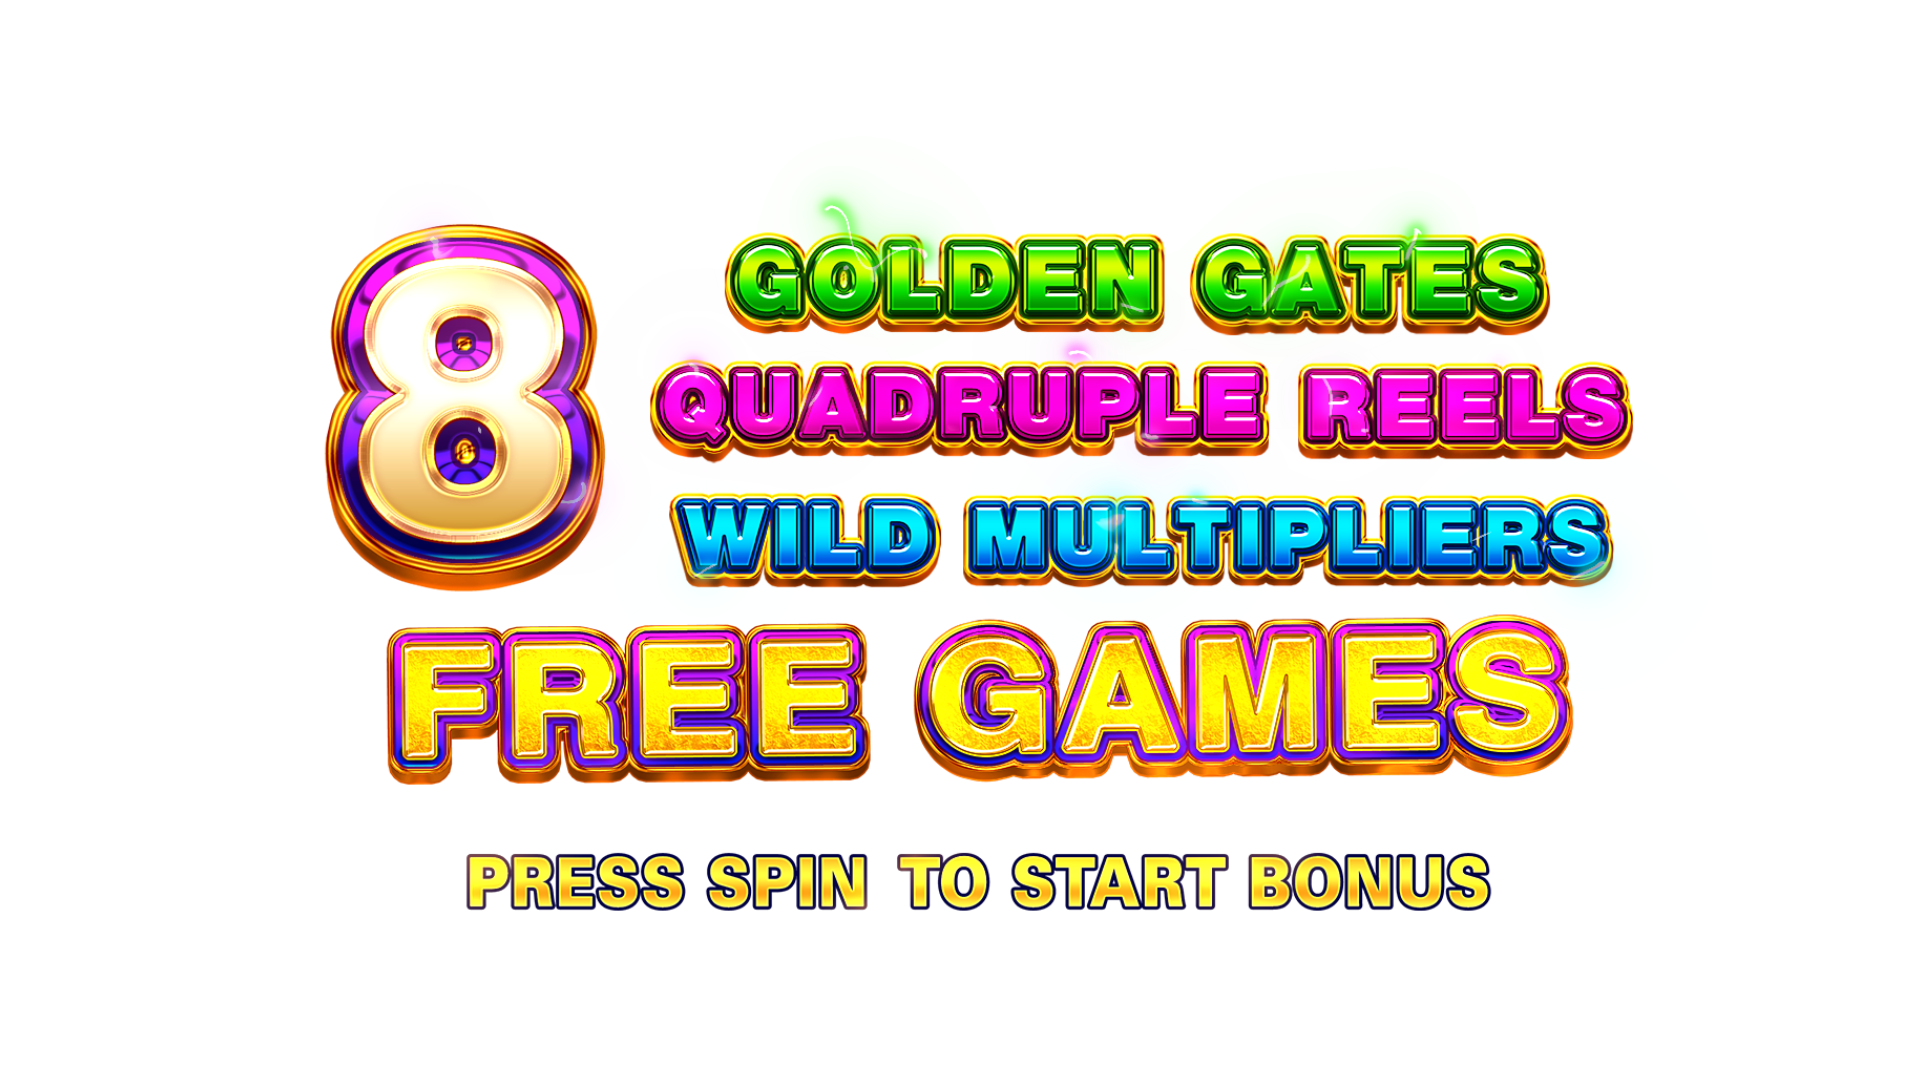 8
GOLDEN GATES
QUADRUPLE REELS
WILD MULTIPLIERS
FREE GAMES
PRESS SPIN TO START BONUS